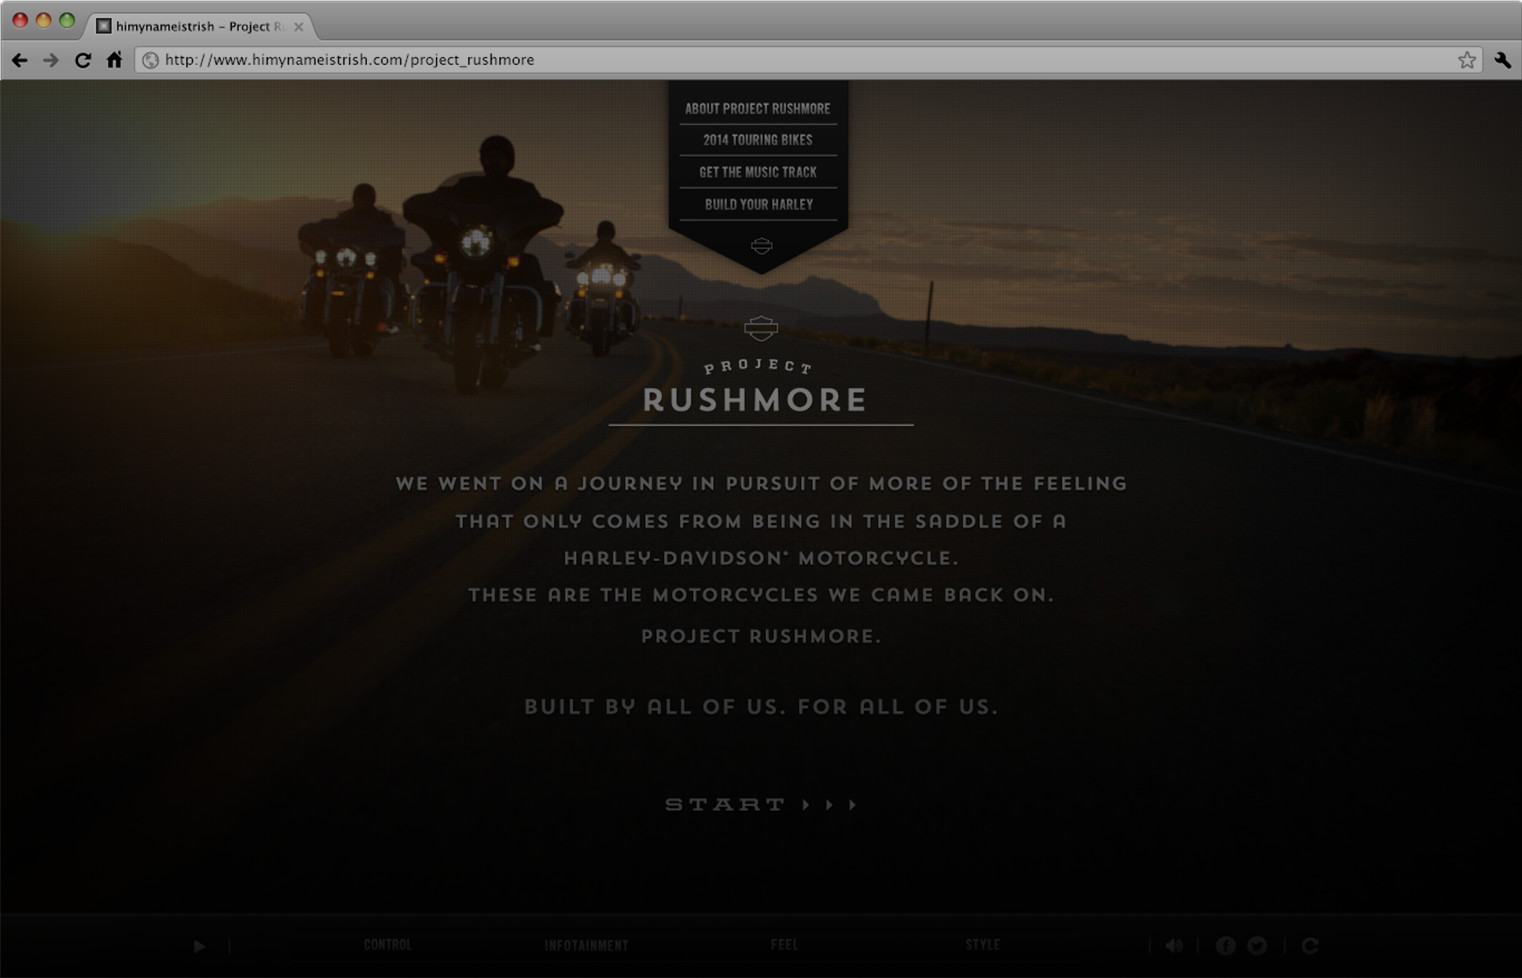 himynameistrish – Project R
http://www.himynameistrish.com/project_rushmore
ABOUT PROJECT RUSHMORE
2014 TOURING BIKES
GET THE MUSIC TRACK
BUILD YOUR HARLEY
PROJECT
RUSHMORE
WE WENT ON A JOURNEY IN PURSUIT OF MORE OF THE FEELING
THAT ONLY COMES FROM BEING IN THE SADDLE OF A
HARLEY-DAVIDSON® MOTORCYCLE.
THESE ARE THE MOTORCYCLES WE CAME BACK ON.
PROJECT RUSHMORE.
BUILT BY ALL OF US. FOR ALL OF US.
START
CONTROL INFOTAINMENT FEEL STYLE